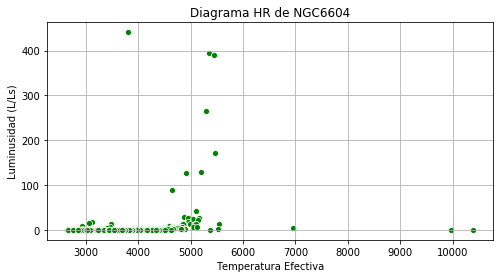 Diagrama HR de NGC6604
Luminusidad (L/Ls)
400
300
200
100
0
3000 4000 5000 6000 7000 8000 9000 10000
Temperatura Efectiva